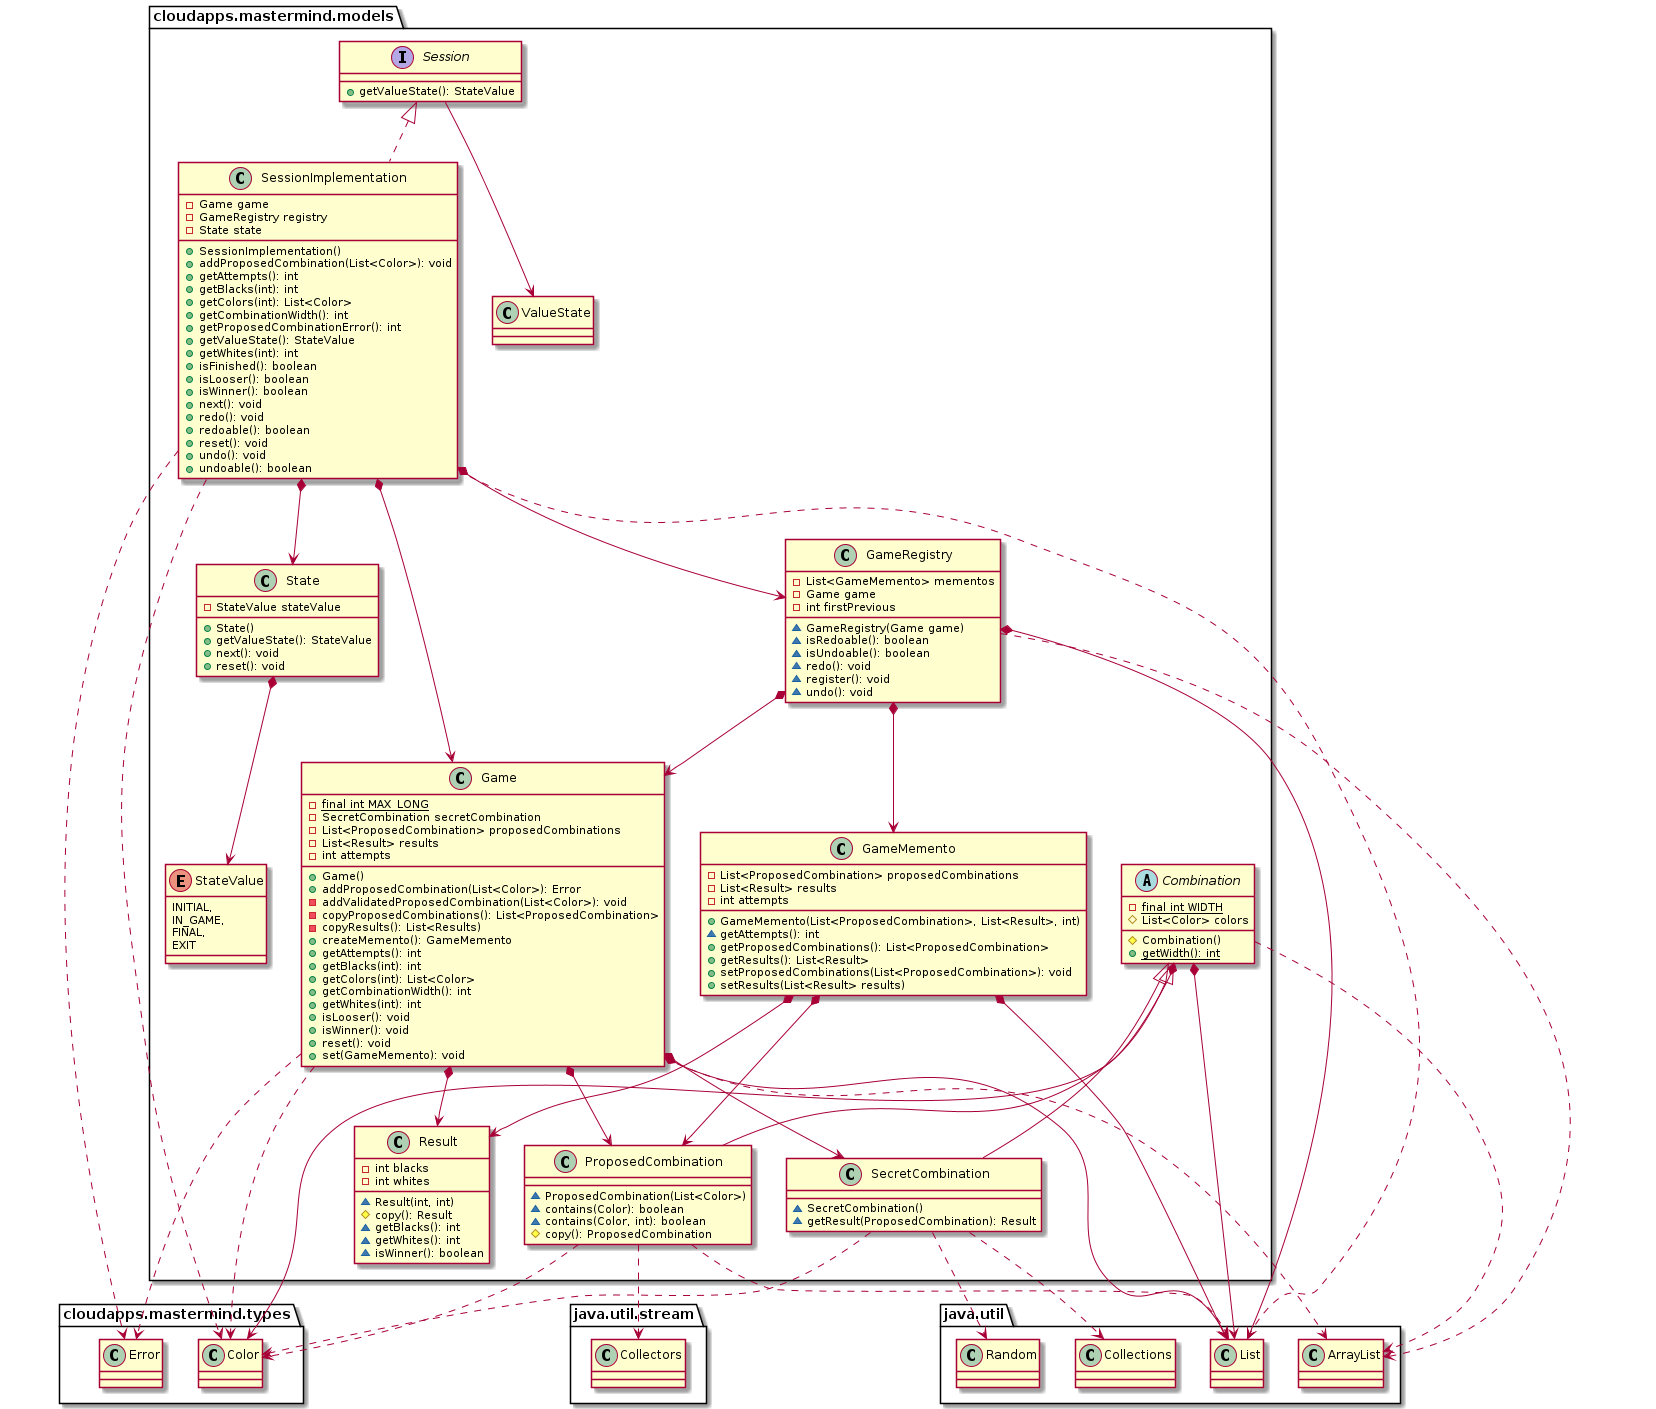 cloudapps.mastermind.models
I Session
getValueState(): StateValue
C SessionImplementation
Game game
GameRegistry registry
State state
SessionImplementation()
addProposedCombination(List<Color>): void
getAttempts(): int
getBlacks(int): int
getColors(int): List<Color>
getCombinationWidth(): int
getProposedCombinationError(): int
getValueState(): StateValue
getWhites(int): int
isFinished(): boolean
isLooser(): boolean
isWinner(): boolean
next(): void
redo(): void
redoable(): boolean
reset(): void
undo(): void
undoable(): boolean
C ValueState
C State
StateValue stateValue
State()
getValueState(): StateValue
next(): void
reset(): void
C GameRegistry
List<GameMemento> mementos
Game game
int firstPrevious
GameRegistry(Game game)
isRedoable(): boolean
isUndoable(): boolean
redo(): void
register(): void
undo(): void
E StateValue
INITIAL,
IN_GAME,
FINAL,
EXIT
C Game
final int MAX_LONG
SecretCombination secretCombination
List<ProposedCombination> proposedCombinations
List<Result> results
int attempts
Game()
addProposedCombination(List<Color>): Error
addValidatedProposedCombination(List<Color>): void
copyProposedCombinations(): List<ProposedCombination>
copyResults(): List<Results)
createMemento(): GameMemento
getAttempts(): int
getBlacks(int): int
getColors(int): List<Color>
getCombinationWidth(): int
getWhites(int): int
isLooser(): void
isWinner(): void
reset(): void
set(GameMemento): void
C GameMemento
List<ProposedCombination> proposedCombinations
List<Result> results
int attempts
GameMemento(List<ProposedCombination>, List<Result>, int)
getAttempts(): int
getProposedCombinations(): List<ProposedCombination>
getResults(): List<Result>
setProposedCombinations(List<ProposedCombination>): void
setResults(List<Result> results)
A Combination
final int WIDTH
List<Color> colors
Combination()
getWidth(): int
C Result
int blacks
int whites
Result(int, int)
copy(): Result
getBlacks(): int
getWhites(): int
isWinner(): boolean
C ProposedCombination
ProposedCombination(List<Color>)
contains(Color): boolean
contains(Color, int): boolean
copy(): ProposedCombination
C SecretCombination
SecretCombination()
getResult(ProposedCombination): Result
cloudapps.mastermind.types
C Error
C Color
java.util.stream
C Collectors
java.util
C Random
C Collections
C List
C ArrayList